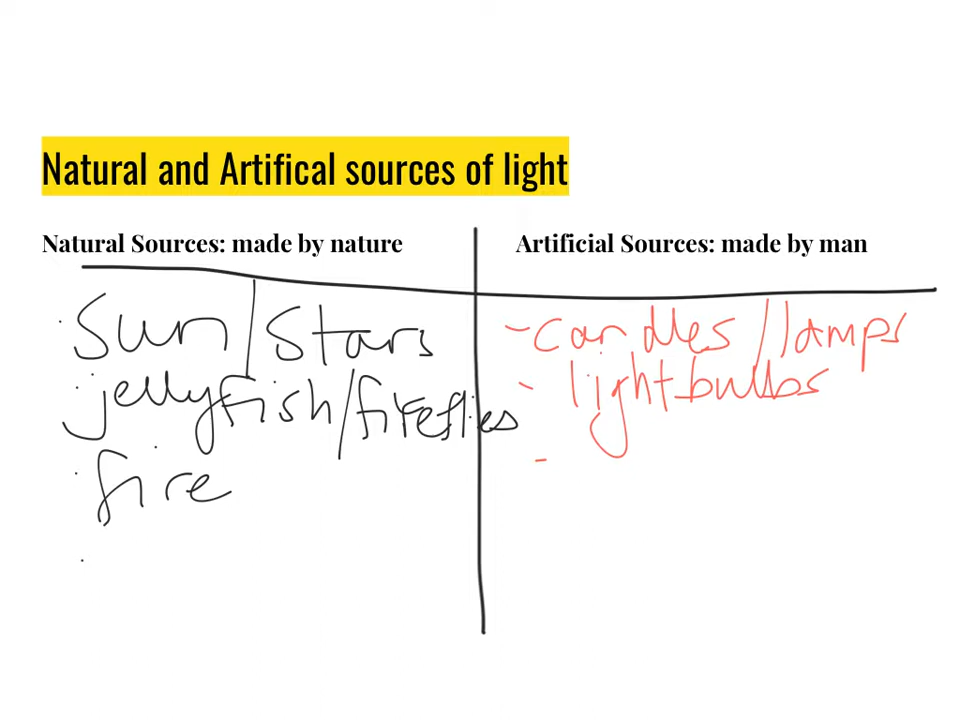 Natural and Artifical sources of light
Natural Sources: made by nature
Artificial Sources: made by man
· Sun/Stars
· jellyfish/fireflies
· fire
·
- candles/lamps
- lightbulbs
-